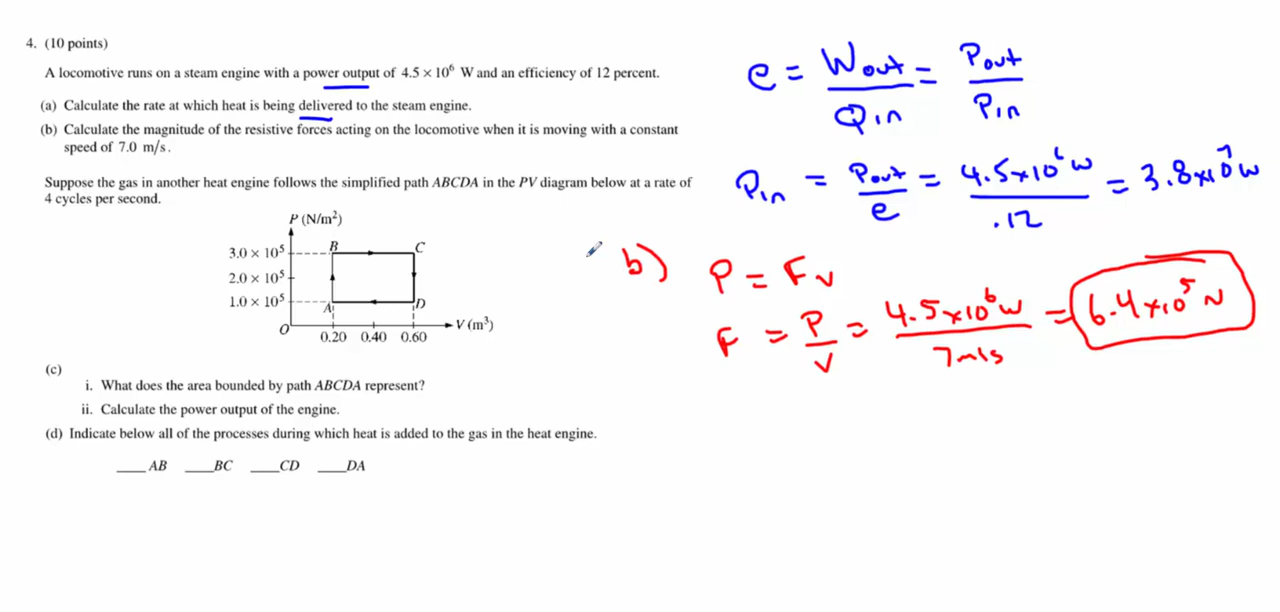 4. (10 points)
A locomotive runs on a steam engine with a power output of 4.5 × 10⁶ W and an efficiency of 12 percent.
(a) Calculate the rate at which heat is being delivered to the steam engine.
(b) Calculate the magnitude of the resistive forces acting on the locomotive when it is moving with a constant
speed of 7.0 m/s.
Suppose the gas in another heat engine follows the simplified path ABCDA in the PV diagram below at a rate of
4 cycles per second.
P (N/m²)
B C
3.0 × 10⁵
2.0 × 10⁵
1.0 × 10⁵
A D
O
V (m³)
0.20 0.40 0.60
(c)
i. What does the area bounded by path ABCDA represent?
ii. Calculate the power output of the engine.
(d) Indicate below all of the processes during which heat is added to the gas in the heat engine.
____ AB ____ BC ____ CD ____ DA
e = Wout / Qin = Pout / Pin
Pin = Pout / e = 4.5×10⁶ W / .12 = 3.8×10⁷ W
b) P = Fv
F = P / v = 4.5×10⁶ W / 7m/s = 6.4×10⁵ N